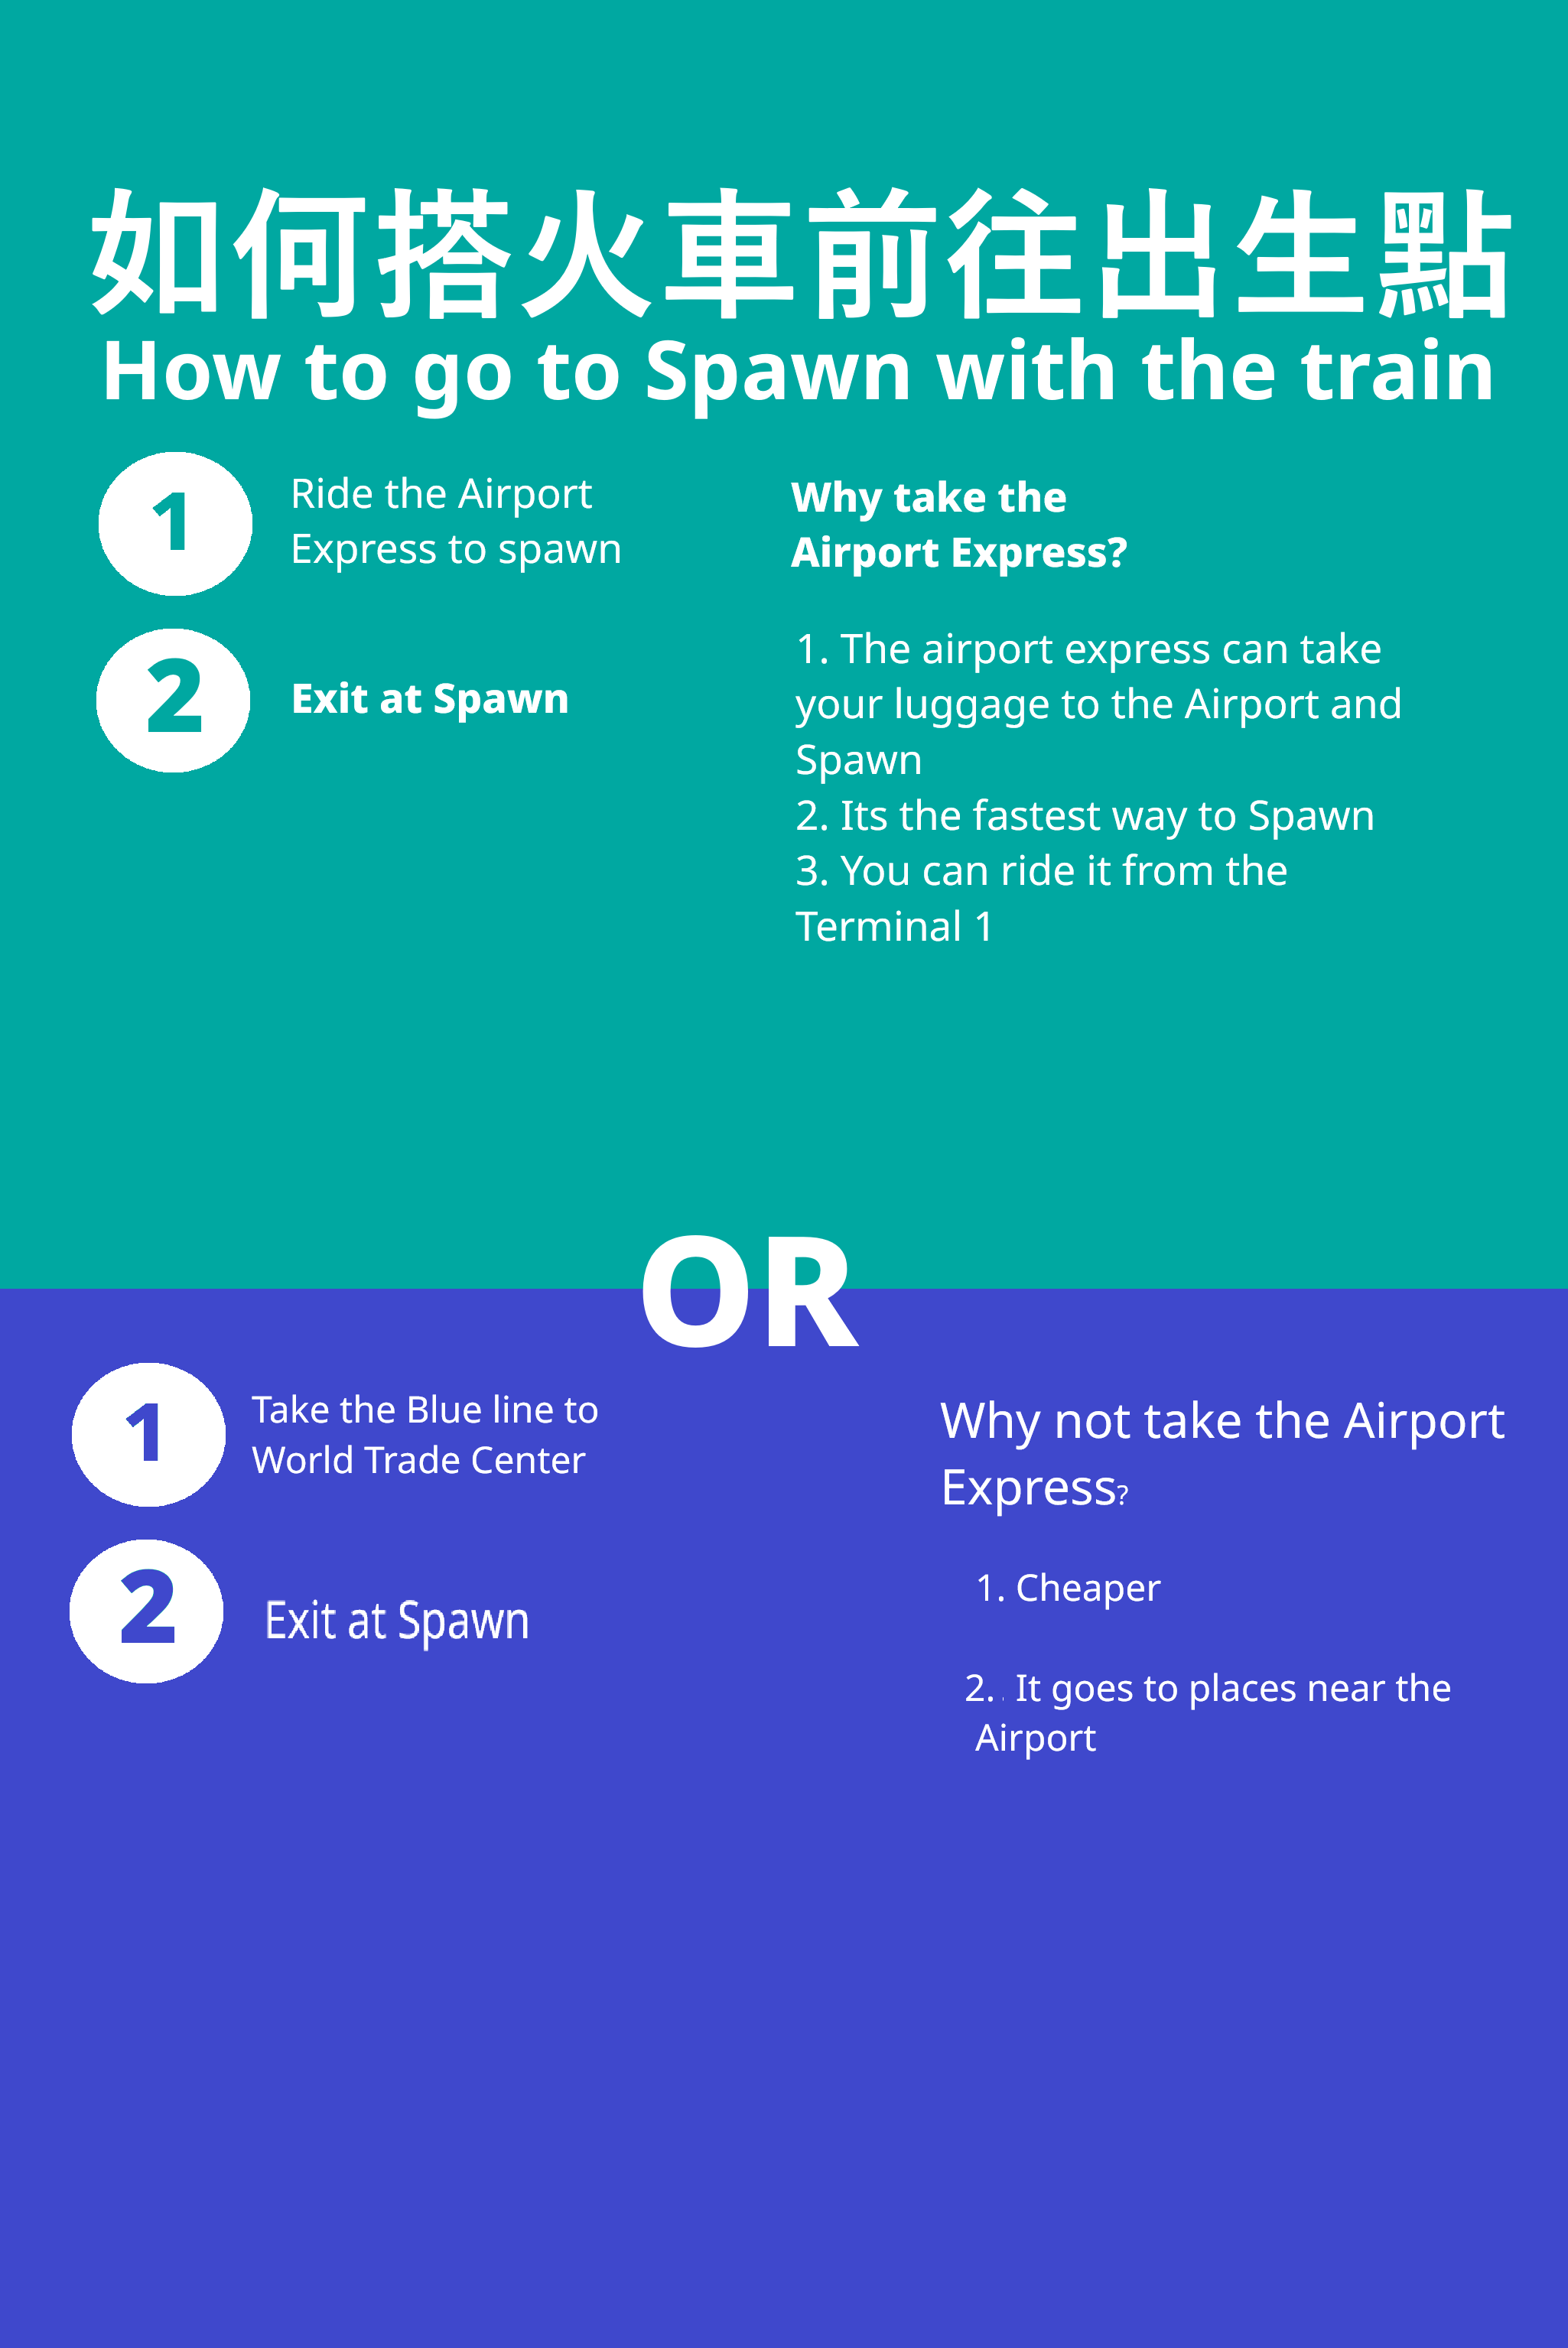 如何搭火車前往出生點
How to go to Spawn with the train
1
Ride the Airport
Express to spawn
2
Exit at Spawn
Why take the
Airport Express?
1. The airport express can take
your luggage to the Airport and
Spawn
2. Its the fastest way to Spawn
3. You can ride it from the
Terminal 1
OR
1
Take the Blue line to
World Trade Center
2
Exit at Spawn
Why not take the Airport
Express?
1. Cheaper
2. . It goes to places near the
Airport